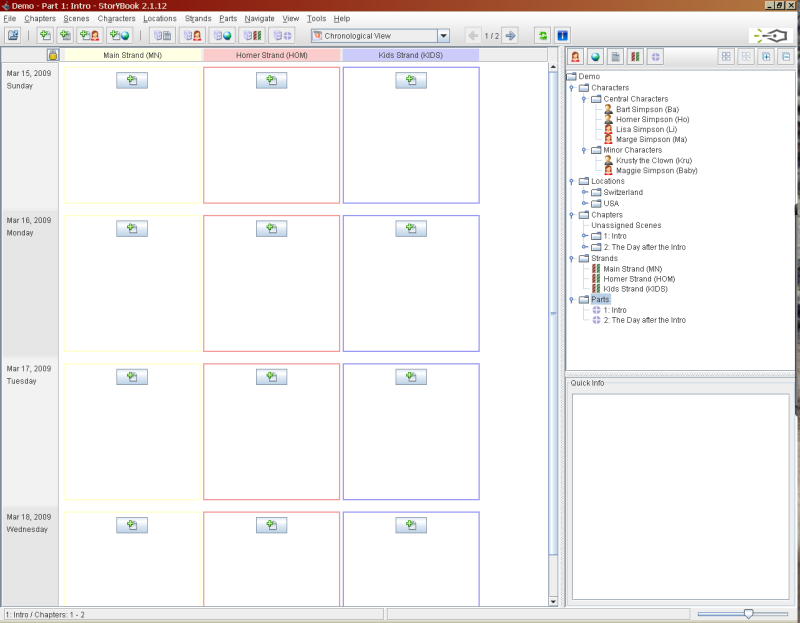 Demo - Part 1: Intro - StorYBook 2.1.12
File Chapters Scenes Characters Locations Strands Parts Navigate View Tools Help
Chronological View
1 / 2
Main Strand (MN) Homer Strand (HOM) Kids Strand (KIDS)
Mar 15, 2009
Sunday
Mar 16, 2009
Monday
Mar 17, 2009
Tuesday
Mar 18, 2009
Wednesday
Demo
Characters
Central Characters
Bart Simpson (Ba)
Homer Simpson (Ho)
Lisa Simpson (Li)
Marge Simpson (Ma)
Minor Characters
Krusty the Clown (Kru)
Maggie Simpson (Baby)
Locations
Switzerland
USA
Chapters
Unassigned Scenes
1: Intro
2: The Day after the Intro
Strands
Main Strand (MN)
Homer Strand (HOM)
Kids Strand (KIDS)
Parts
1: Intro
2: The Day after the Intro
Quick Info
1: Intro / Chapters: 1 - 2